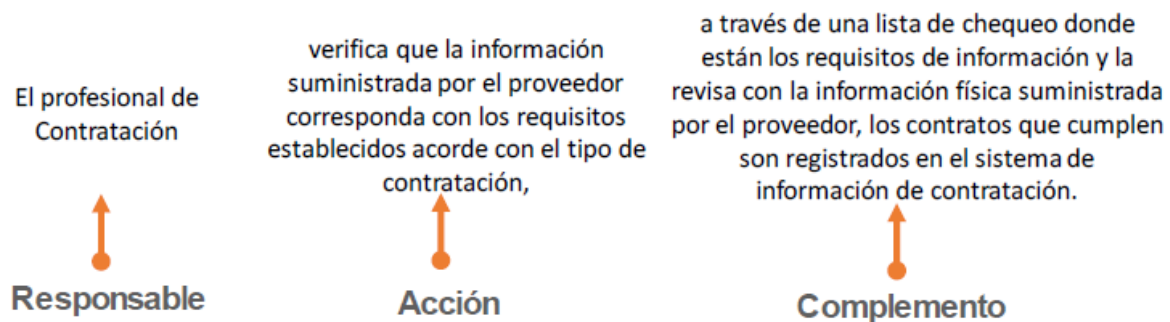 El profesional de
Contratación
verifica que la información
suministrada por el proveedor
corresponda con los requisitos
establecidos acorde con el tipo de
contratación,
a través de una lista de chequeo donde
están los requisitos de información y la
revisa con la información física suministrada
por el proveedor, los contratos que cumplen
son registrados en el sistema de
información de contratación.
Responsable
Acción
Complemento